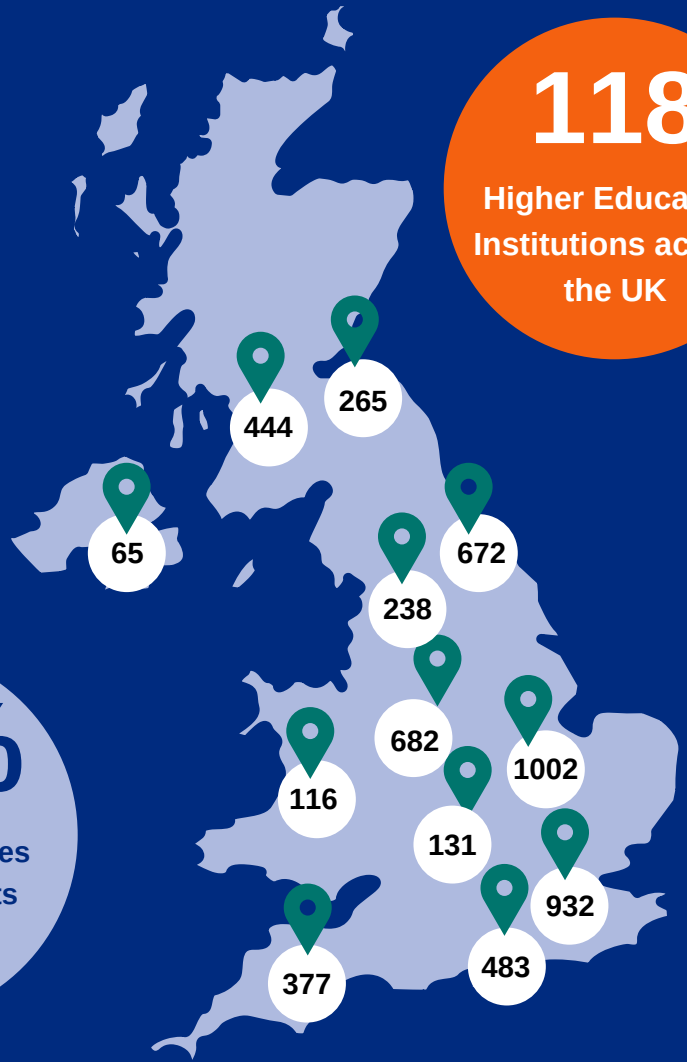 118
Higher Educa
Institutions ac
the UK
265
444
65
672
238
682
1002
116
131
932
483
377
%
es
ts